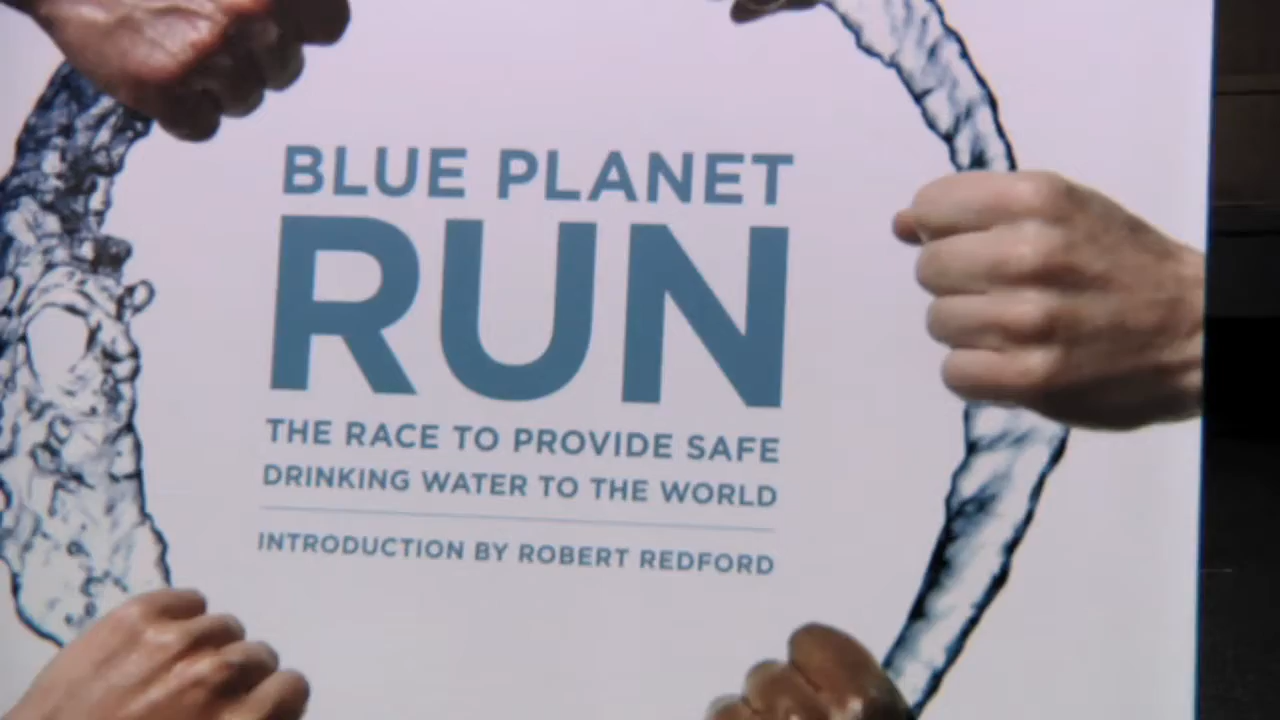 BLUE PLANET
RUN
THE RACE TO PROVIDE SAFE
DRINKING WATER TO THE WORLD
INTRODUCTION BY ROBERT REDFORD